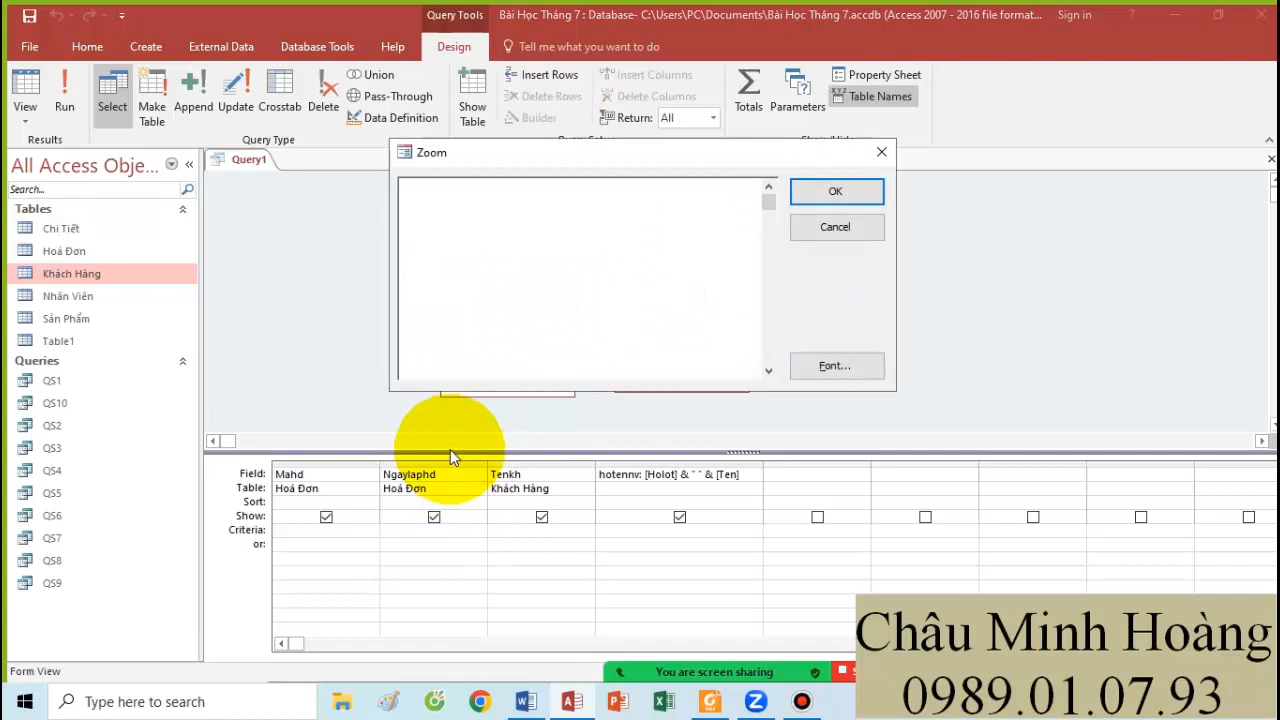 Query Tools
Bài Học Tháng 7 : Database- C:\Users\PC\Documents\Bài Học Tháng 7.accdb (Access 2007 - 2016 file format...
Sign in
?
File
Home
Create
External Data
Database Tools
Help
Design
Tell me what you want to do
View
Run
Select
Make Table
Append
Update
Crosstab
Delete
Union
Pass-Through
Data Definition
Show Table
Insert Rows
Delete Rows
Builder
Insert Columns
Delete Columns
Return: All
Totals
Parameters
Property Sheet
Table Names
Results
Query Type
All Access Obje...
Search...
Tables
Chi Tiết
Hoá Đơn
Khách Hàng
Nhân Viên
Sản Phẩm
Table1
Queries
QS1
QS10
QS2
QS3
QS4
QS5
QS6
QS7
QS8
QS9
Query1
Zoom
OK
Cancel
Font...
Field: Mahd Ngaylaphd Tenkh hotennv: [Holot] & " " & [Ten]
Table: Hoá Đơn Hoá Đơn Khách Hàng
Sort:
Show:
Criteria:
or:
Châu Minh Hoàng
0989.01.07.93
Form View
You are screen sharing
Type here to search